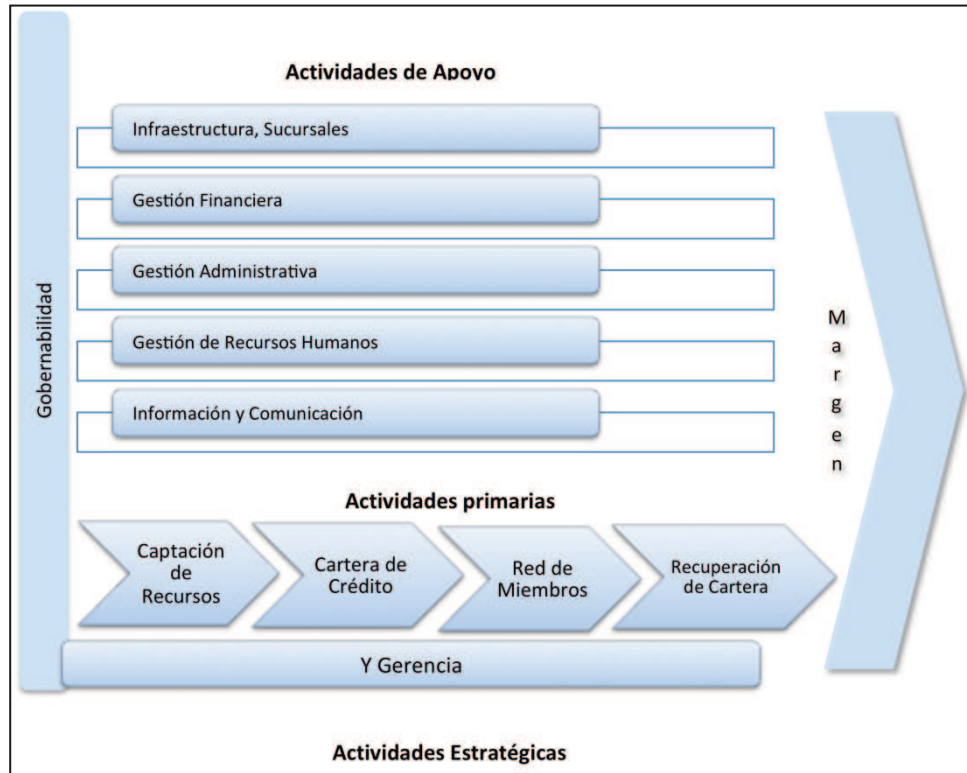 Actividades de Apoyo
Infraestructura, Sucursales
Gestión Financiera
Gestión Administrativa
Gestión de Recursos Humanos
Información y Comunicación
Gobernabilidad
Margen
Actividades primarias
Captación
de
Recursos
Cartera de
Crédito
Red de
Miembros
Recuperación
de Cartera
Y Gerencia
Actividades Estratégicas